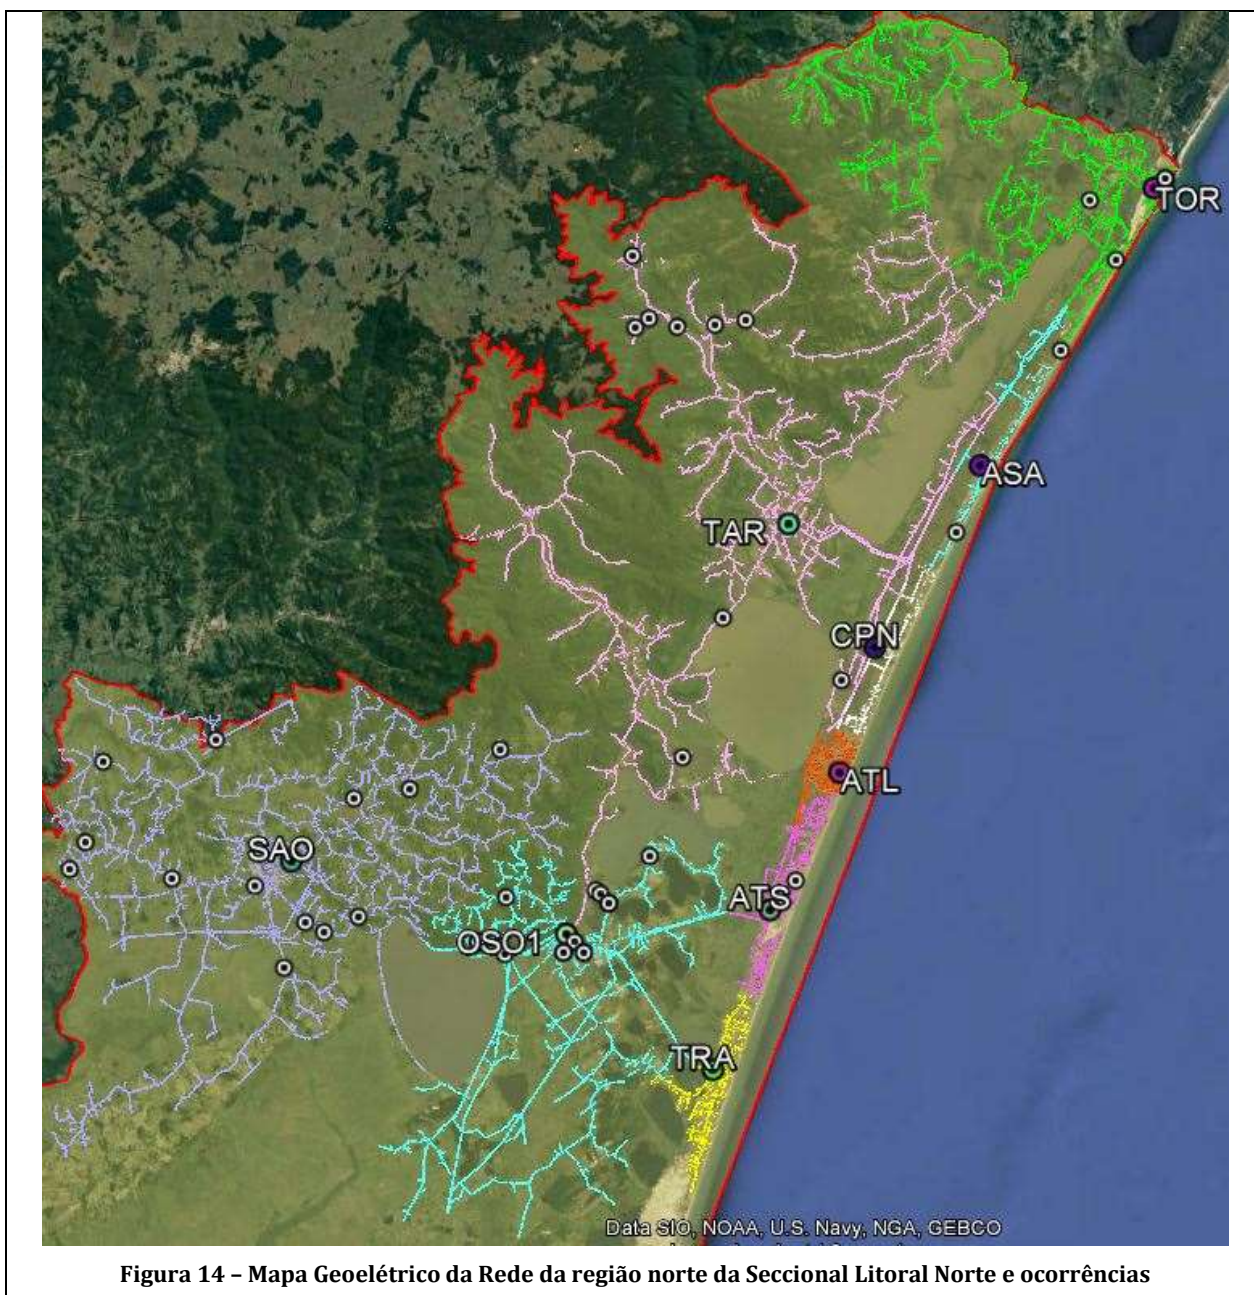 TOR
ASA
TAR
CPN
ATL
SAO
ATS
OSO1
TRA
Data SIO, NOAA, U.S. Navy, NGA, GEBCO
Figura 14 – Mapa Geoelétrico da Rede da região norte da Seccional Litoral Norte e ocorrências